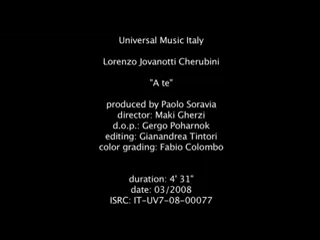 Universal Music Italy
Lorenzo Jovanotti Cherubini
"A te"
produced by Paolo Soravia
director: Maki Gherzi
d.o.p.: Gergo Poharnok
editing: Gianandrea Tintori
color grading: Fabio Colombo
duration: 4' 31"
date: 03/2008
ISRC: IT-UV7-08-00077